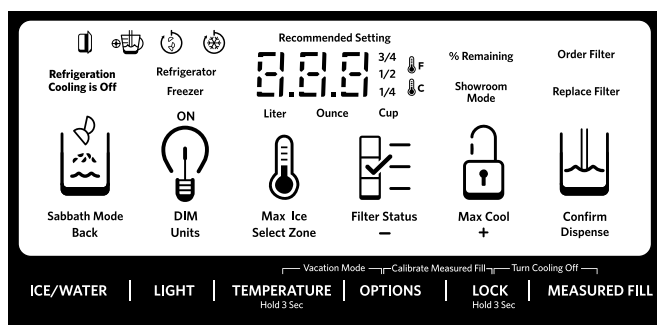 Recommended Setting
8.8.8.
3/4
1/2
1/4
F
C
% Remaining
Order Filter
Refrigeration
Cooling is Off
Refrigerator
Freezer
Showroom
Mode
Replace Filter
Liter Ounce Cup
ON
Sabbath Mode
Back
DIM
Units
Max Ice
Select Zone
Filter Status
–
Max Cool
+
Confirm
Dispense
Vacation Mode Calibrate Measured Fill Turn Cooling Off
ICE/WATER | LIGHT | TEMPERATURE | OPTIONS | LOCK | MEASURED FILL
Hold 3 Sec Hold 3 Sec